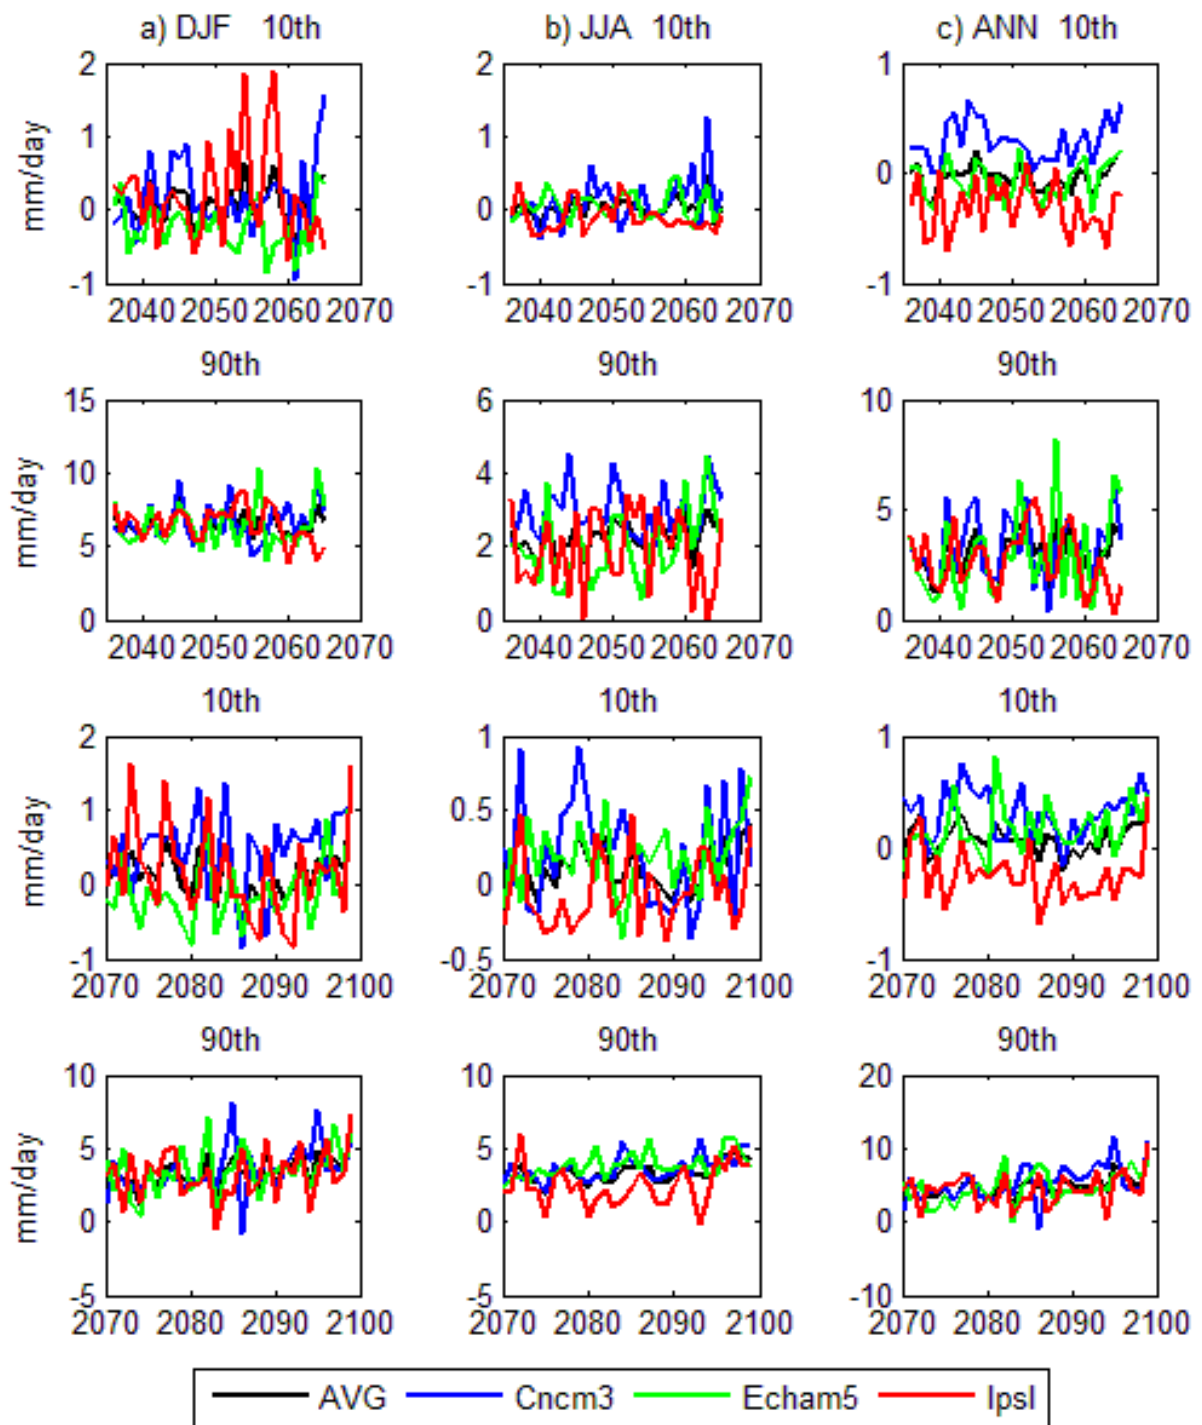 a) DJF 10th b) JJA 10th c) ANN 10th
2 2 1
1 1
0 0 0
-1 -1 -1
mm/day
2040 2050 2060 2070 2040 2050 2060 2070 2040 2050 2060 2070
90th 90th 90th
15 6 10
10 4
5 2 5
0 0 0
mm/day
2040 2050 2060 2070 2040 2050 2060 2070 2040 2050 2060 2070
10th 10th 10th
2 1 1
1 0.5
0 0 0
-1 -0.5 -1
mm/day
2070 2080 2090 2100 2070 2080 2090 2100 2070 2080 2090 2100
90th 90th 90th
10 10 20
5 5 10
0 0 0
-5 -5 -10
mm/day
2070 2080 2090 2100 2070 2080 2090 2100 2070 2080 2090 2100
AVG Cncm3 Echam5 Ipsl